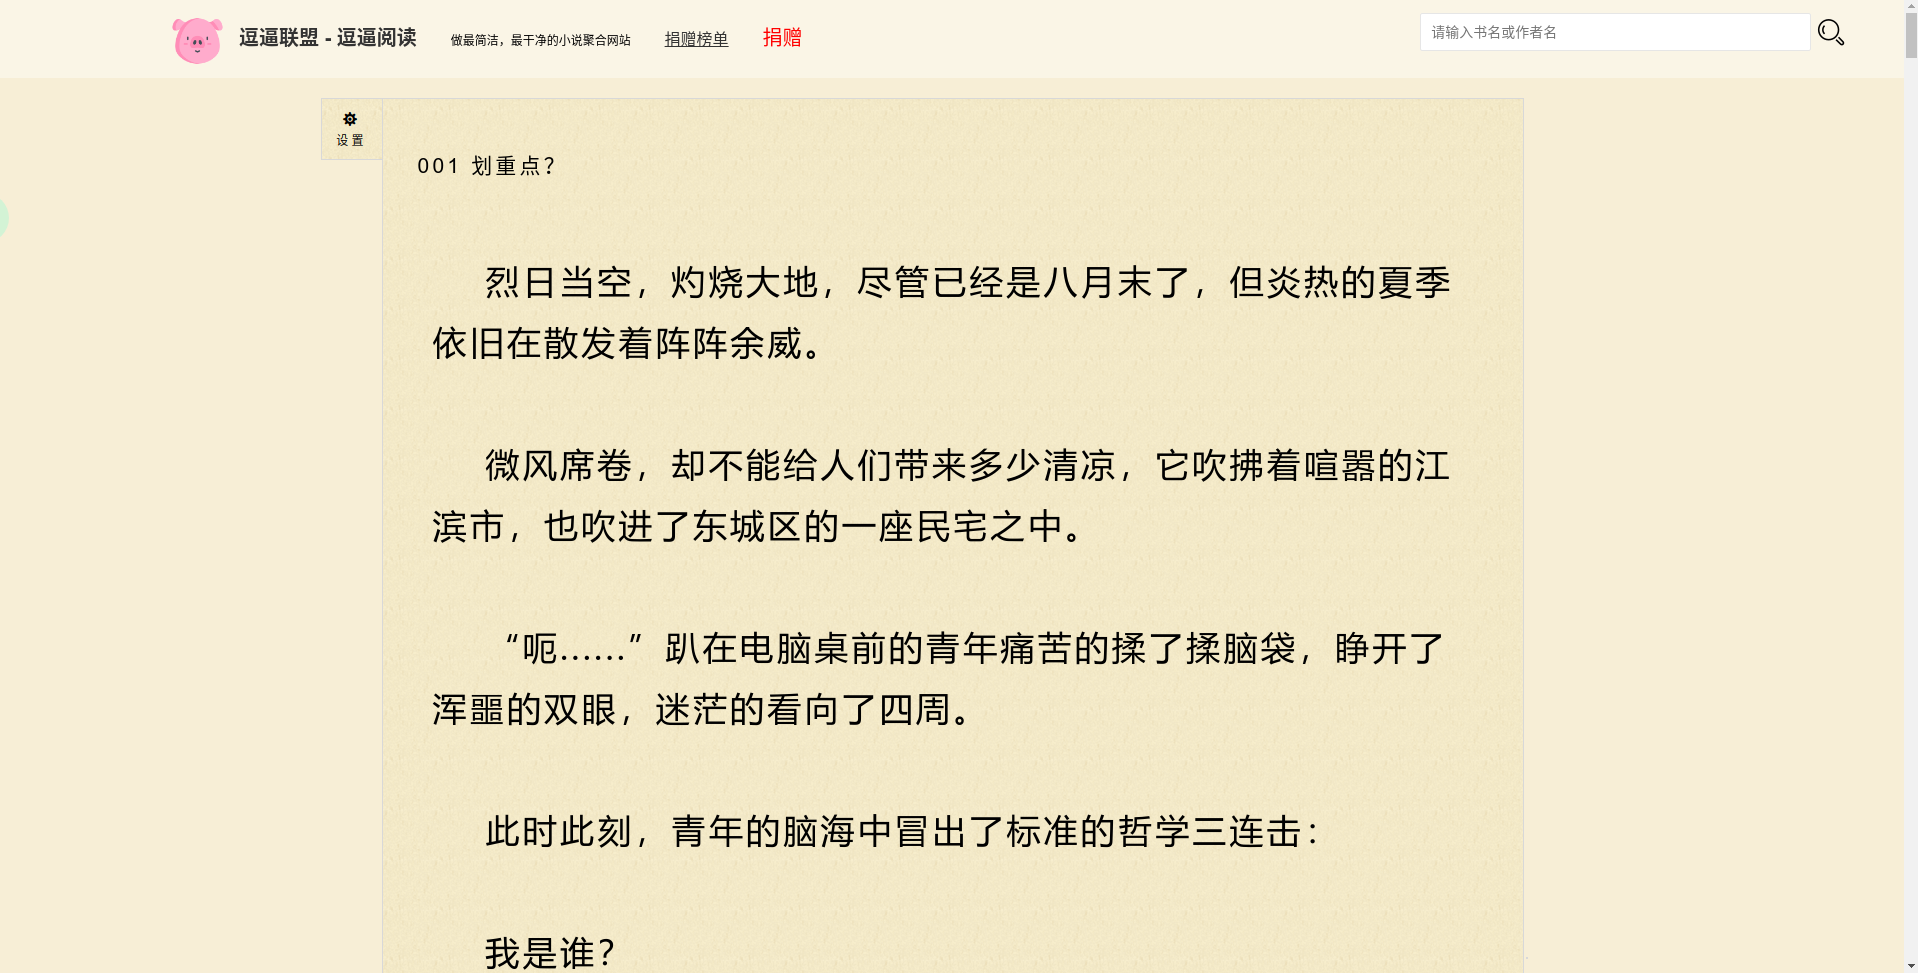 逗逼联盟 - 逗逼阅读
做最简洁，最干净的小说聚合网站
捐赠榜单
捐赠
请输入书名或作者名
设 置
001 划重点？
烈日当空，灼烧大地，尽管已经是八月末了，但炎热的夏季
依旧在散发着阵阵余威。
微风席卷，却不能给人们带来多少清凉，它吹拂着喧嚣的江
滨市，也吹进了东城区的一座民宅之中。
“呃……”趴在电脑桌前的青年痛苦的揉了揉脑袋，睁开了
浑噩的双眼，迷茫的看向了四周。
此时此刻，青年的脑海中冒出了标准的哲学三连击：
我是谁？